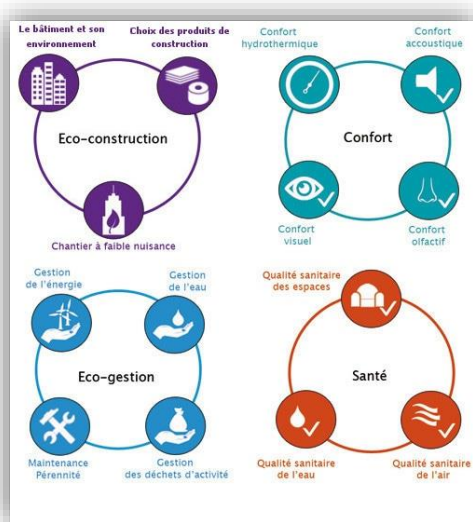 Le bâtiment et son
environnement
Choix des produits de
construction
Eco-construction
Chantier à faible nuisance
Confort
hydrothermique
Confort
accoustique
Confort
Confort
visuel
Confort
olfactif
Gestion
de l'énergie
Gestion
de l'eau
Eco-gestion
Maintenance
Pérennité
Gestion
des déchets d'activité
Qualité sanitaire
des espaces
Santé
Qualité sanitaire
de l'eau
Qualité sanitaire
de l'air